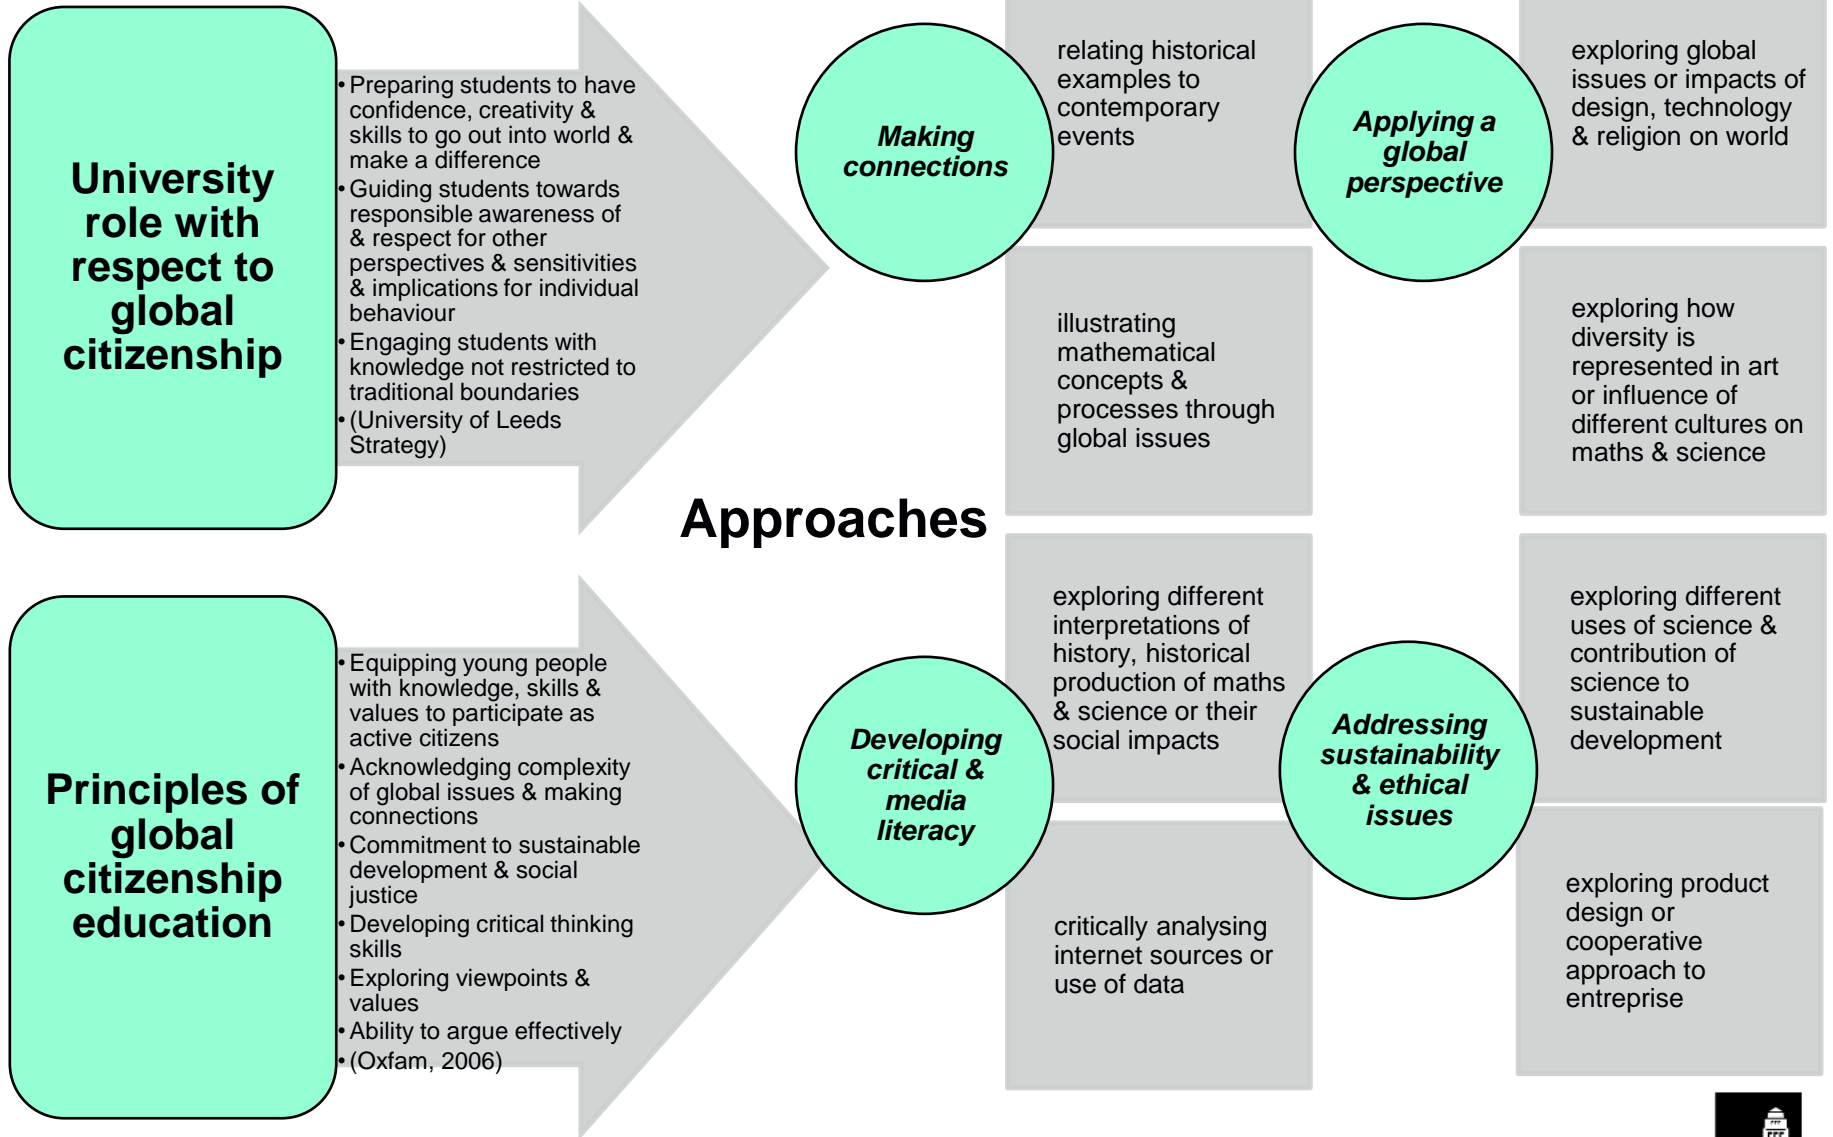 University
role with
respect to
global
citizenship
• Preparing students to have
confidence, creativity &
skills to go out into world &
make a difference
• Guiding students towards
responsible awareness of
& respect for other
perspectives & sensitivities
& implications for individual
behaviour
• Engaging students with
knowledge not restricted to
traditional boundaries
• (University of Leeds
Strategy)
Making
connections
relating historical
examples to
contemporary
events
illustrating
mathematical
concepts &
processes through
global issues
Applying a
global
perspective
exploring global
issues or impacts of
design, technology
& religion on world
exploring how
diversity is
represented in art
or influence of
different cultures on
maths & science
Approaches
Principles of
global
citizenship
education
• Equipping young people
with knowledge, skills &
values to participate as
active citizens
• Acknowledging complexity
of global issues & making
connections
• Commitment to sustainable
development & social
justice
• Developing critical thinking
skills
• Exploring viewpoints &
values
• Ability to argue effectively
• (Oxfam, 2006)
Developing
critical &
media
literacy
exploring different
interpretations of
history, historical
production of maths
& science or their
social impacts
critically analysing
internet sources or
use of data
Addressing
sustainability
& ethical
issues
exploring different
uses of science &
contribution of
science to
sustainable
development
exploring product
design or
cooperative
approach to
entreprise